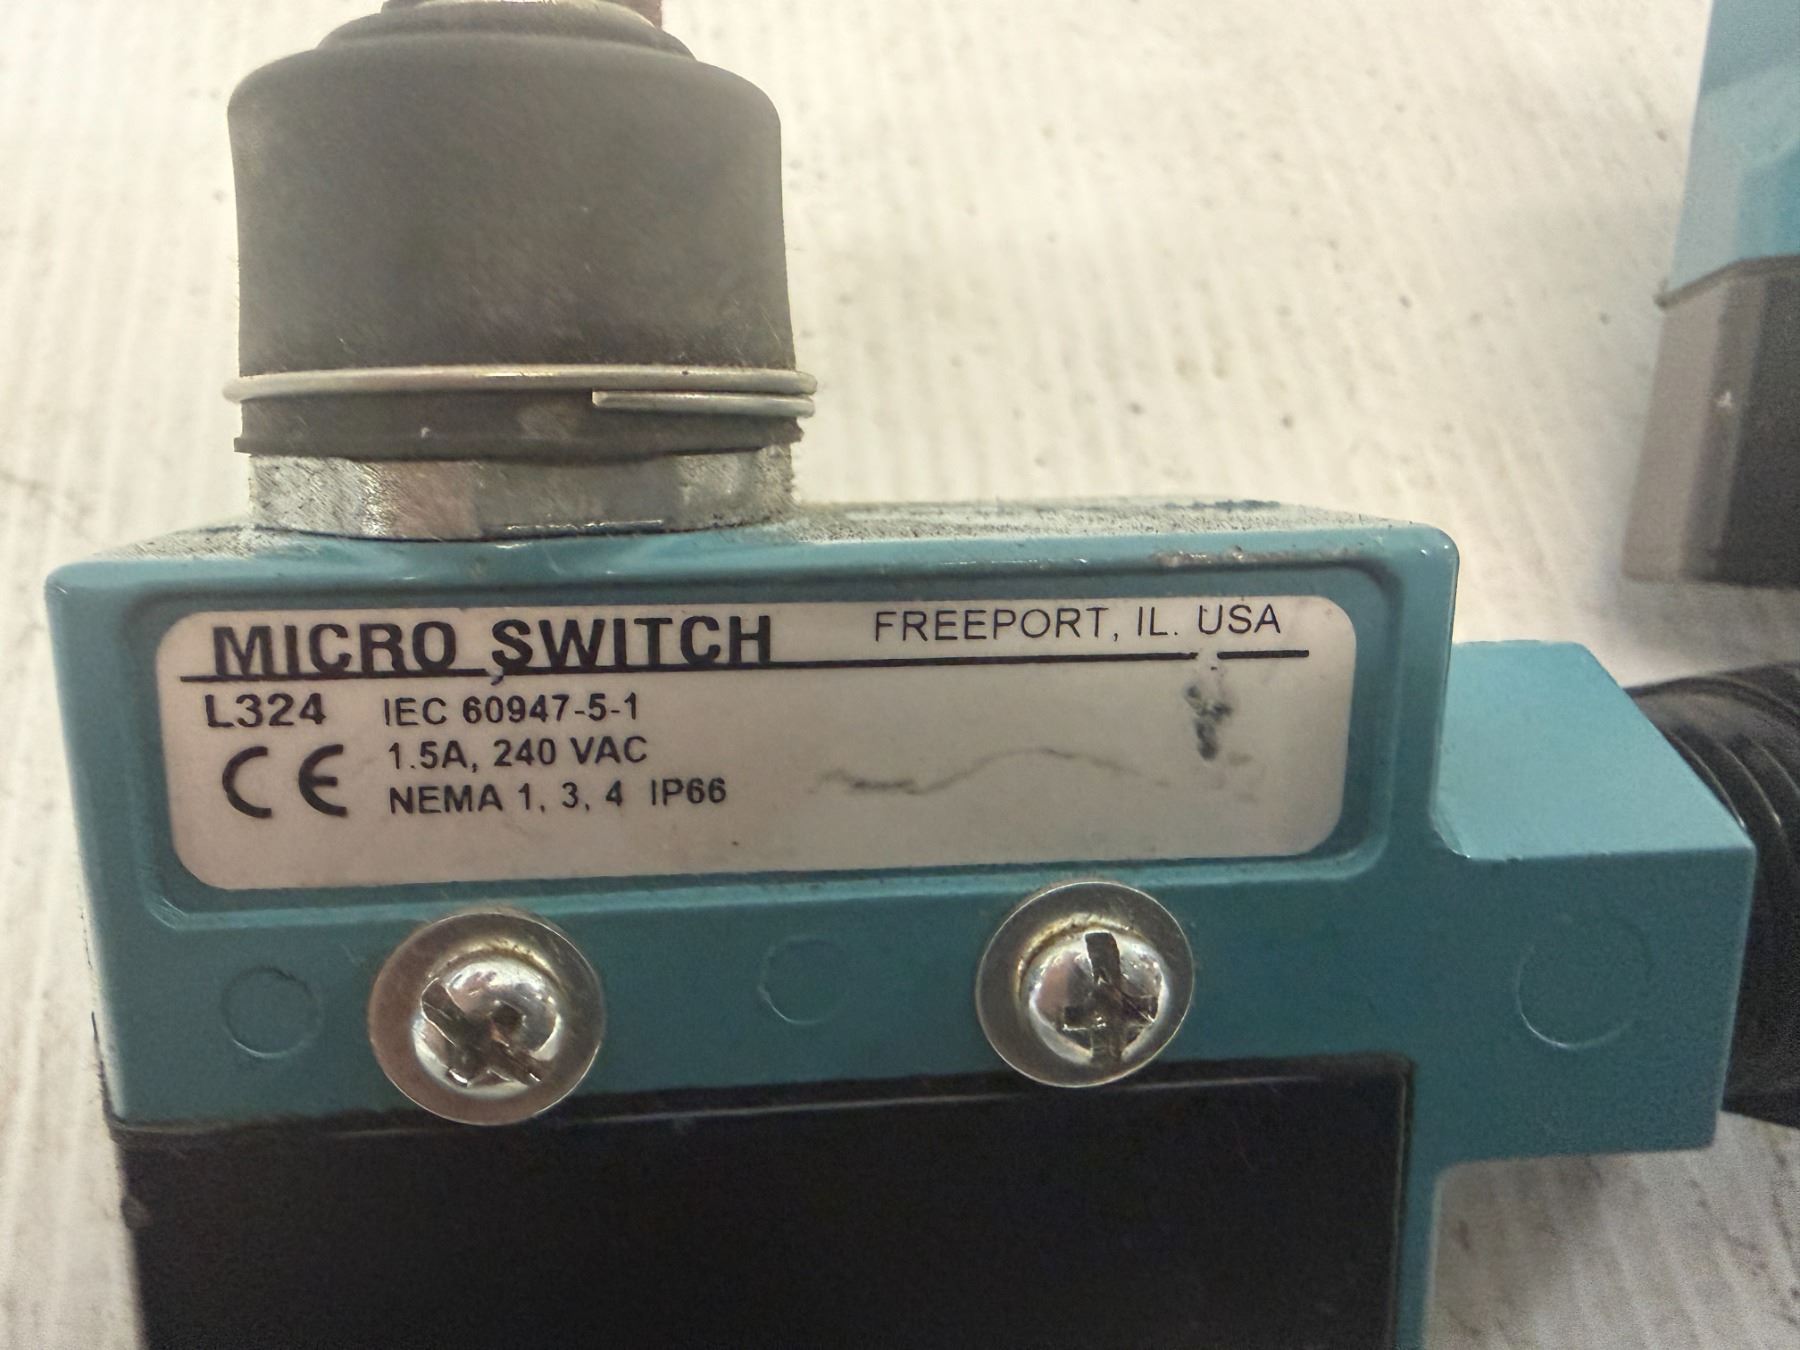 MICRO SWITCH FREEPORT, IL. USA
L324 IEC 60947-5-1
CE 1.5A, 240 VAC
NEMA 1, 3, 4 IP66